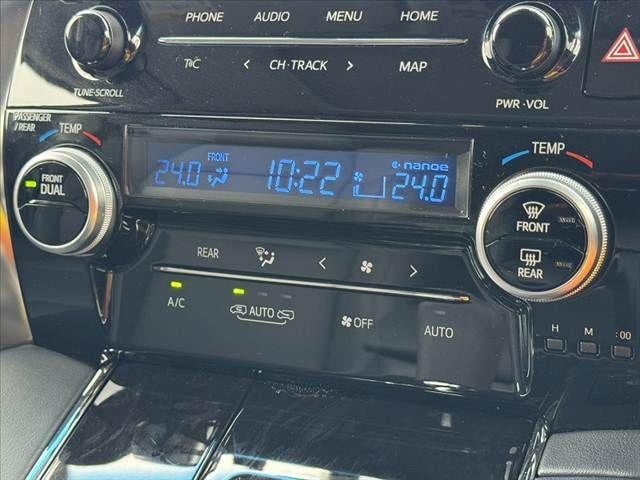 PHONE AUDIO MENU HOME
TUNE·SCROLL
T C < CH·TRACK > MAP
PWR·VOL
PASSENGER
/REAR
TEMP
FRONT
DUAL
FRONT
24.0 10:22 nanoe
24.0
TEMP
FRONT
REAR
REAR < >
A/C AUTO OFF AUTO
H M :00